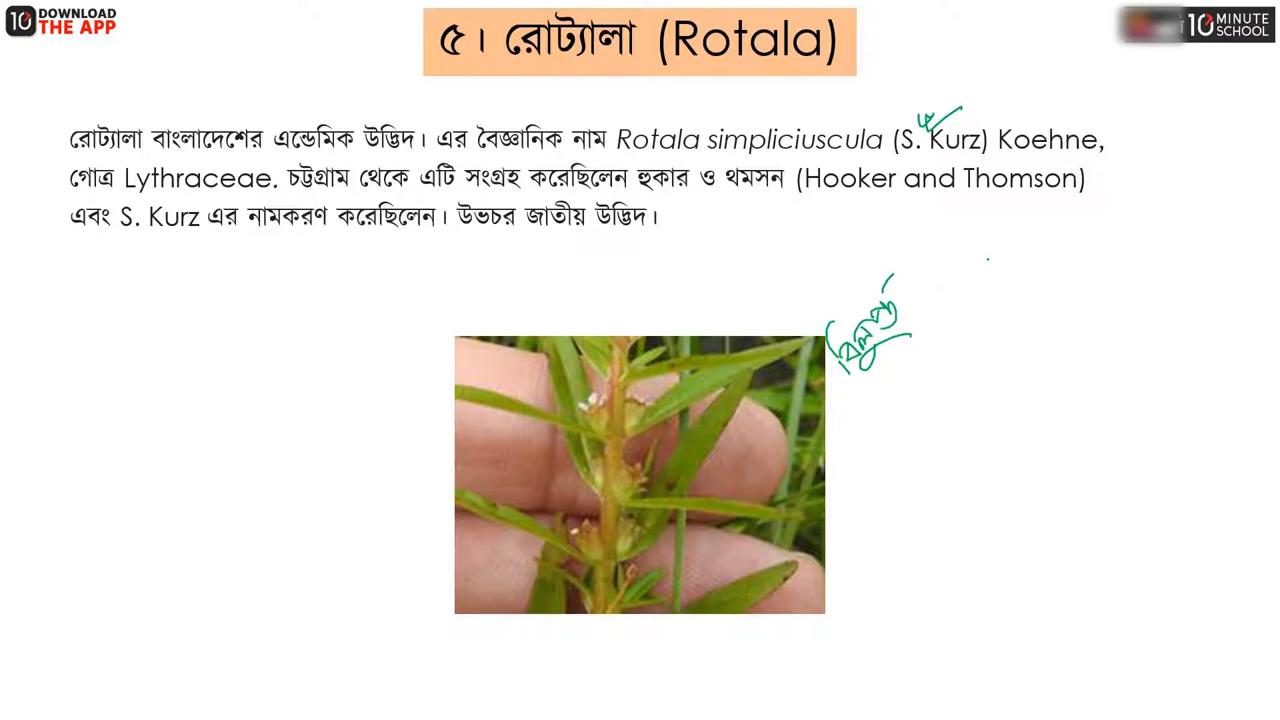 DOWNLOAD
THE APP
৫। রোট্যালা (Rotala)
10 MINUTE
SCHOOL
রোট্যালা বাংলাদেশের এন্ডেমিক উদ্ভিদ। এর বৈজ্ঞানিক নাম Rotala simpliciuscula (S. Kurz) Koehne,
গোত্র Lythraceae. চট্টগ্রাম থেকে এটি সংগ্রহ করেছিলেন হুকার ও থমসন (Hooker and Thomson)
এবং S. Kurz এর নামকরণ করেছিলেন। উভচর জাতীয় উদ্ভিদ।